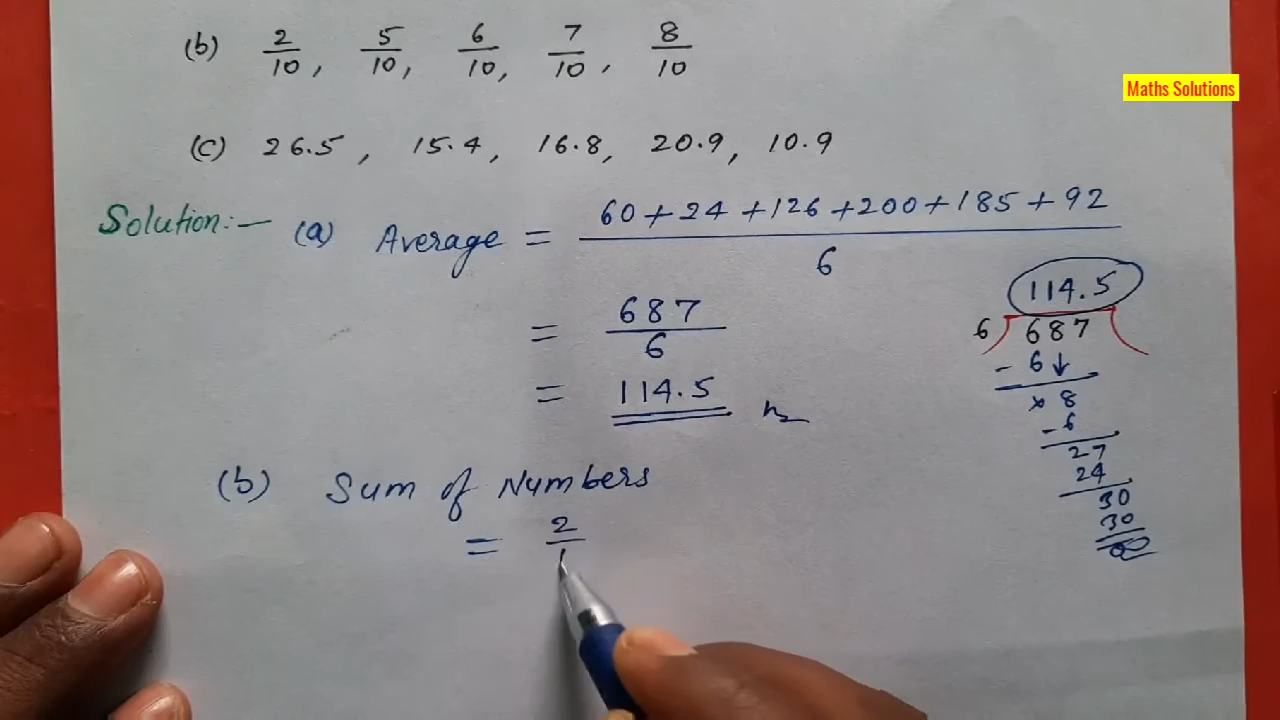 (b) 2/10, 5/10, 6/10, 7/10, 8/10
Maths Solutions
(C) 26.5, 15.4, 16.8, 20.9, 10.9
Solution:- (a) Average = 60+24+126+200+185+92 / 6
= 687/6
= 114.5
114.5
6) 687 (
- 6↓
× 8
- 6
27
24
30
30
0
(b) Sum of Numbers
= 2/1